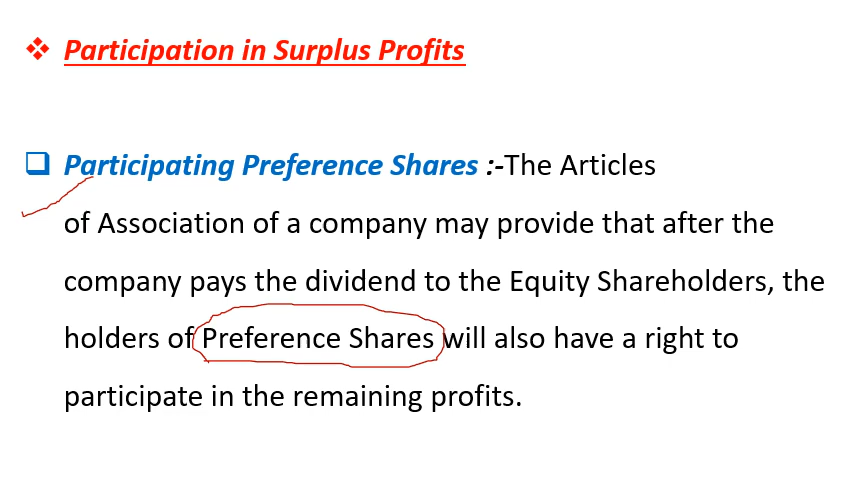 Participation in Surplus Profits
Participating Preference Shares :-The Articles
of Association of a company may provide that after the
company pays the dividend to the Equity Shareholders, the
holders of Preference Shares will also have a right to
participate in the remaining profits.